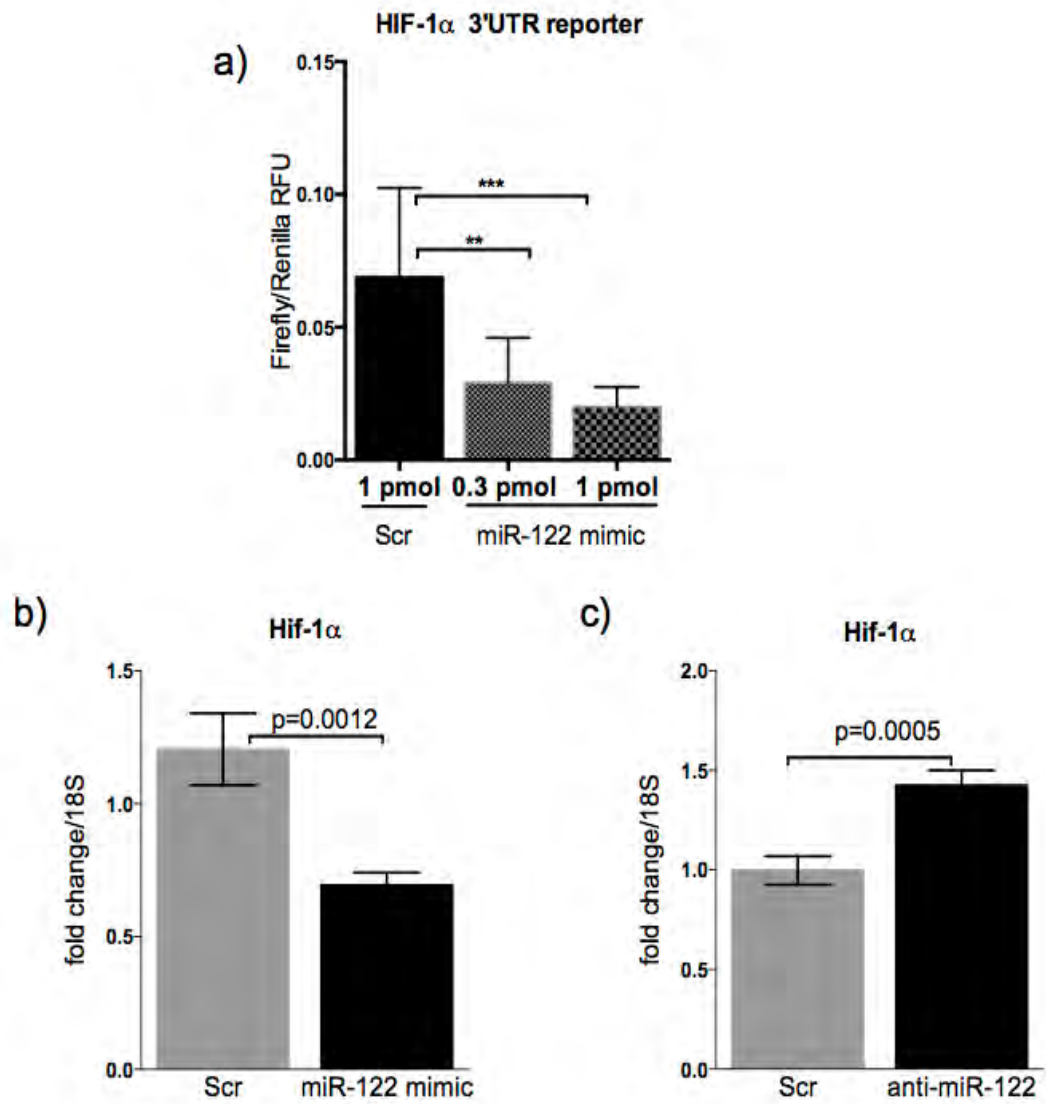 HIF-1α 3'UTR reporter
a)
Firefly/Renilla RFU
0.15
0.10
0.05
0.00
***
**
1 pmol 0.3 pmol 1 pmol
Scr miR-122 mimic
b)
Hif-1α
fold change/18S
1.5
1.0
0.5
0.0
p=0.0012
Scr miR-122 mimic
c)
Hif-1α
fold change/18S
2.0
1.5
1.0
0.5
0.0
p=0.0005
Scr anti-miR-122